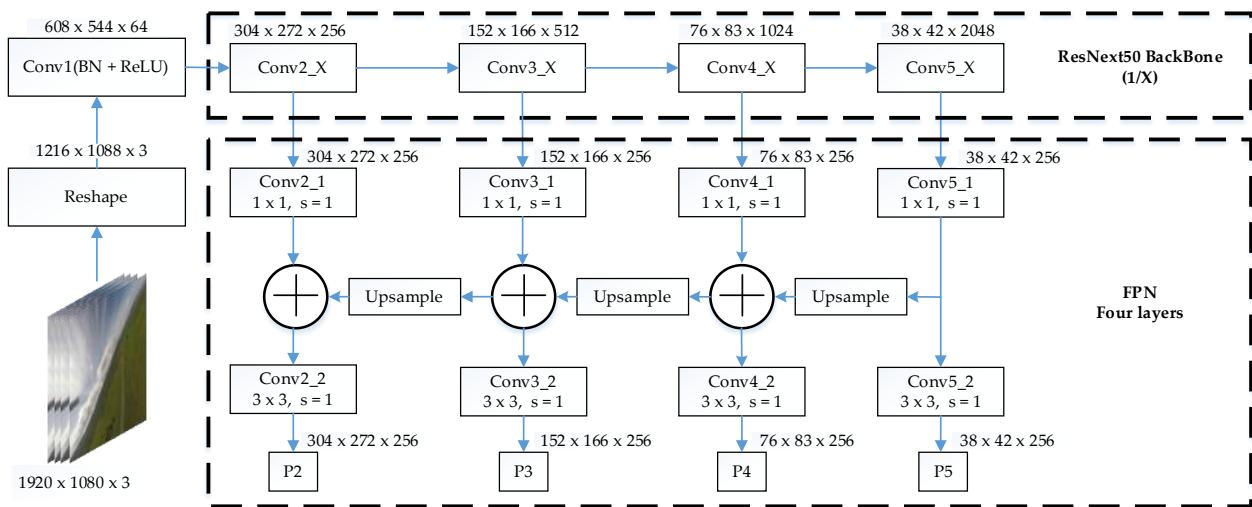 608 x 544 x 64
Conv1(BN + ReLU)
1216 x 1088 x 3
Reshape
1920 x 1080 x 3
304 x 272 x 256
152 x 166 x 512
76 x 83 x 1024
38 x 42 x 2048
Conv2_X
Conv3_X
Conv4_X
Conv5_X
ResNext50 BackBone
(1/X)
304 x 272 x 256
152 x 166 x 256
76 x 83 x 256
38 x 42 x 256
Conv2_1
1 x 1, s = 1
Conv3_1
1 x 1, s = 1
Conv4_1
1 x 1, s = 1
Conv5_1
1 x 1, s = 1
Upsample
Upsample
Upsample
FPN
Four layers
Conv2_2
3 x 3, s = 1
Conv3_2
3 x 3, s = 1
Conv4_2
3 x 3, s = 1
Conv5_2
3 x 3, s = 1
304 x 272 x 256
152 x 166 x 256
76 x 83 x 256
38 x 42 x 256
P2
P3
P4
P5